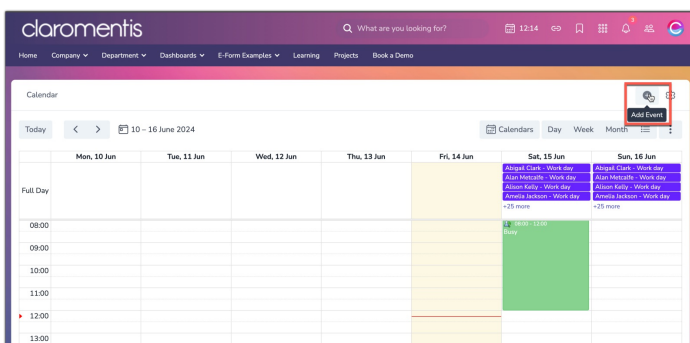 claromentis
What are you looking for?
12:14
3
Home Company Department Dashboards E-Form Examples Learning Projects Book a Demo
Calendar
Add Event
Today 10 – 16 June 2024 Calendars Day Week Month
Mon, 10 Jun Tue, 11 Jun Wed, 12 Jun Thu, 13 Jun Fri, 14 Jun Sat, 15 Jun Sun, 16 Jun
Full Day
Abigail Clark - Work day Abigail Clark - Work day
Alan Metcalfe - Work day Alan Metcalfe - Work day
Alison Kelly - Work day Alison Kelly - Work day
Amelia Jackson - Work day Amelia Jackson - Work day
+25 more +25 more
08:00 08:00 - 12:00
Busy
09:00
10:00
11:00
12:00
13:00